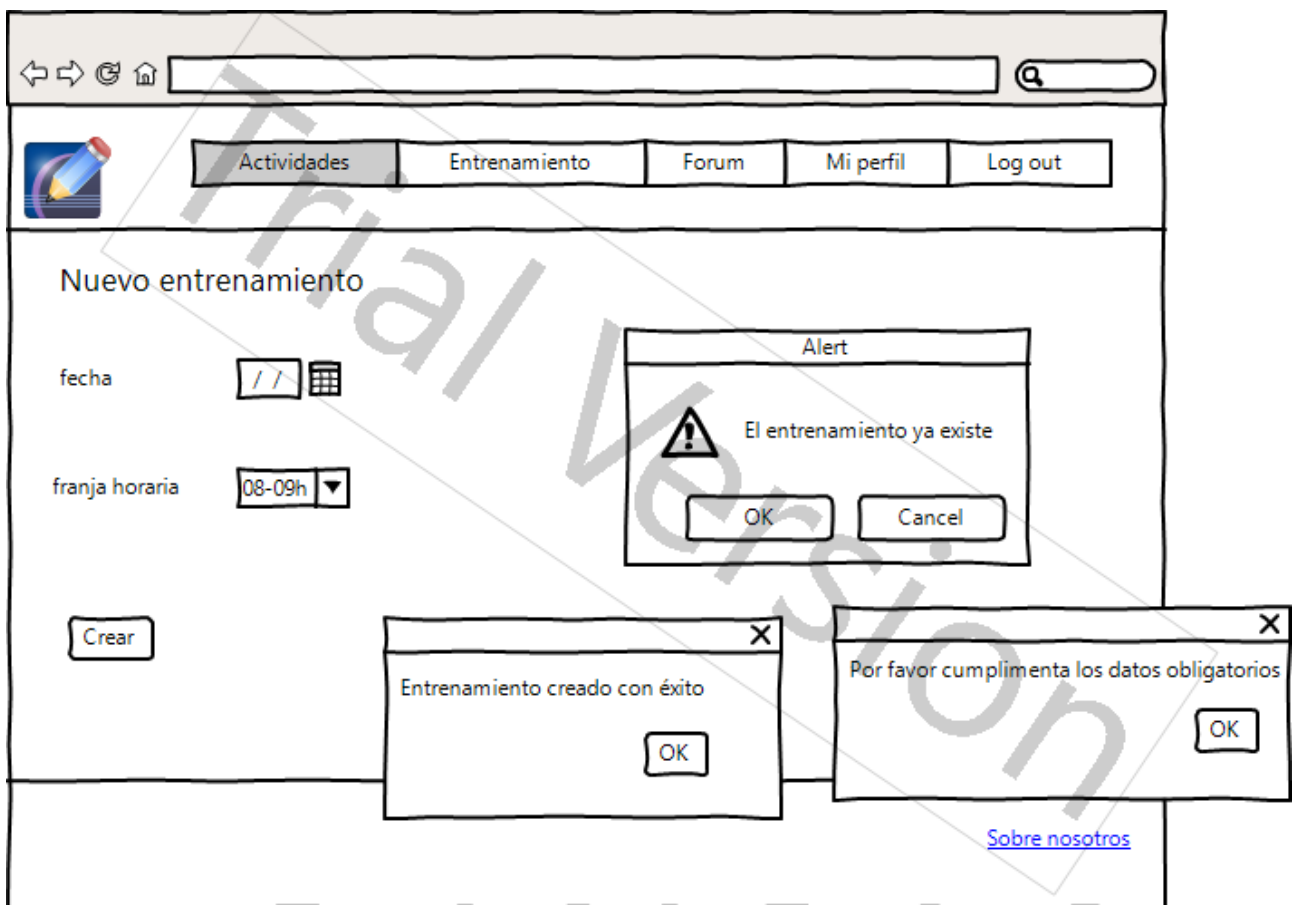 Actividades
Entrenamiento
Forum
Mi perfil
Log out
Nuevo entrenamiento
fecha
/ /
franja horaria
08-09h
Crear
Alert
El entrenamiento ya existe
OK
Cancel
Entrenamiento creado con éxito
OK
Por favor cumplimenta los datos obligatorios
OK
Sobre nosotros
Trial Version